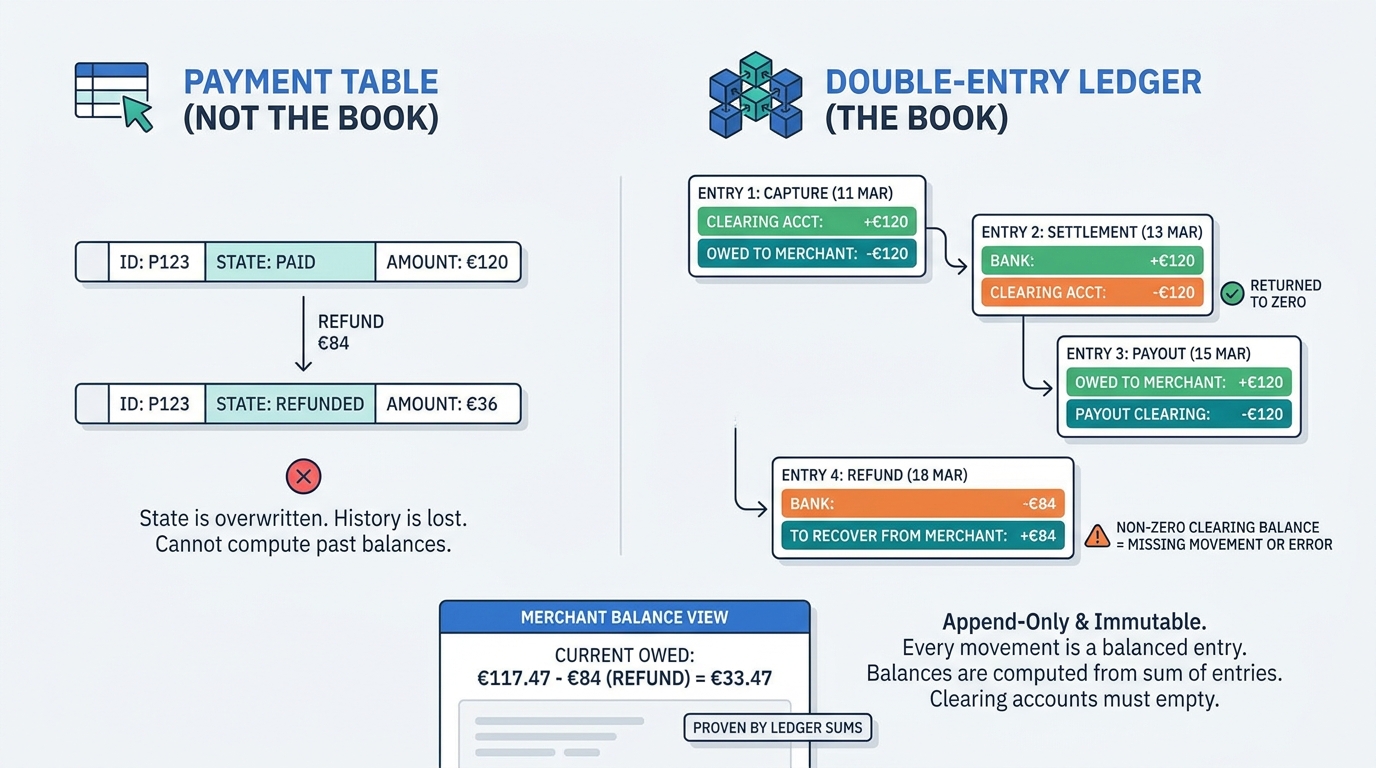 PAYMENT TABLE
(NOT THE BOOK)
ID: P123 STATE: PAID AMOUNT: €120
REFUND
€84
ID: P123 STATE: REFUNDED AMOUNT: €36
State is overwritten. History is lost.
Cannot compute past balances.
DOUBLE-ENTRY LEDGER
(THE BOOK)
ENTRY 1: CAPTURE (11 MAR)
CLEARING ACCT: +€120
OWED TO MERCHANT: -€120
ENTRY 2: SETTLEMENT (13 MAR)
BANK: +€120
CLEARING ACCT: -€120
RETURNED
TO ZERO
ENTRY 3: PAYOUT (15 MAR)
OWED TO MERCHANT: +€120
PAYOUT CLEARING: -€120
ENTRY 4: REFUND (18 MAR)
BANK: -€84
TO RECOVER FROM MERCHANT: +€84
NON-ZERO CLEARING BALANCE
= MISSING MOVEMENT OR ERROR
MERCHANT BALANCE VIEW
CURRENT OWED:
€117.47 - €84 (REFUND) = €33.47
PROVEN BY LEDGER SUMS
Append-Only & Immutable.
Every movement is a balanced entry.
Balances are computed from sum of entries.
Clearing accounts must empty.